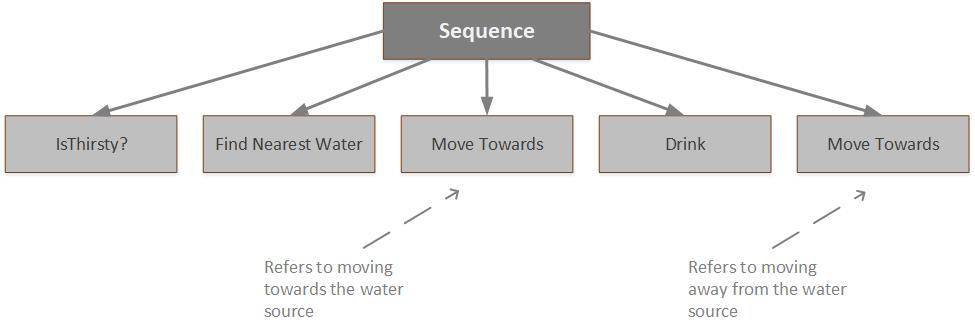 Sequence
IsThirsty?
Find Nearest Water
Move Towards
Drink
Move Towards
Refers to moving
towards the water
source
Refers to moving
away from the water
source